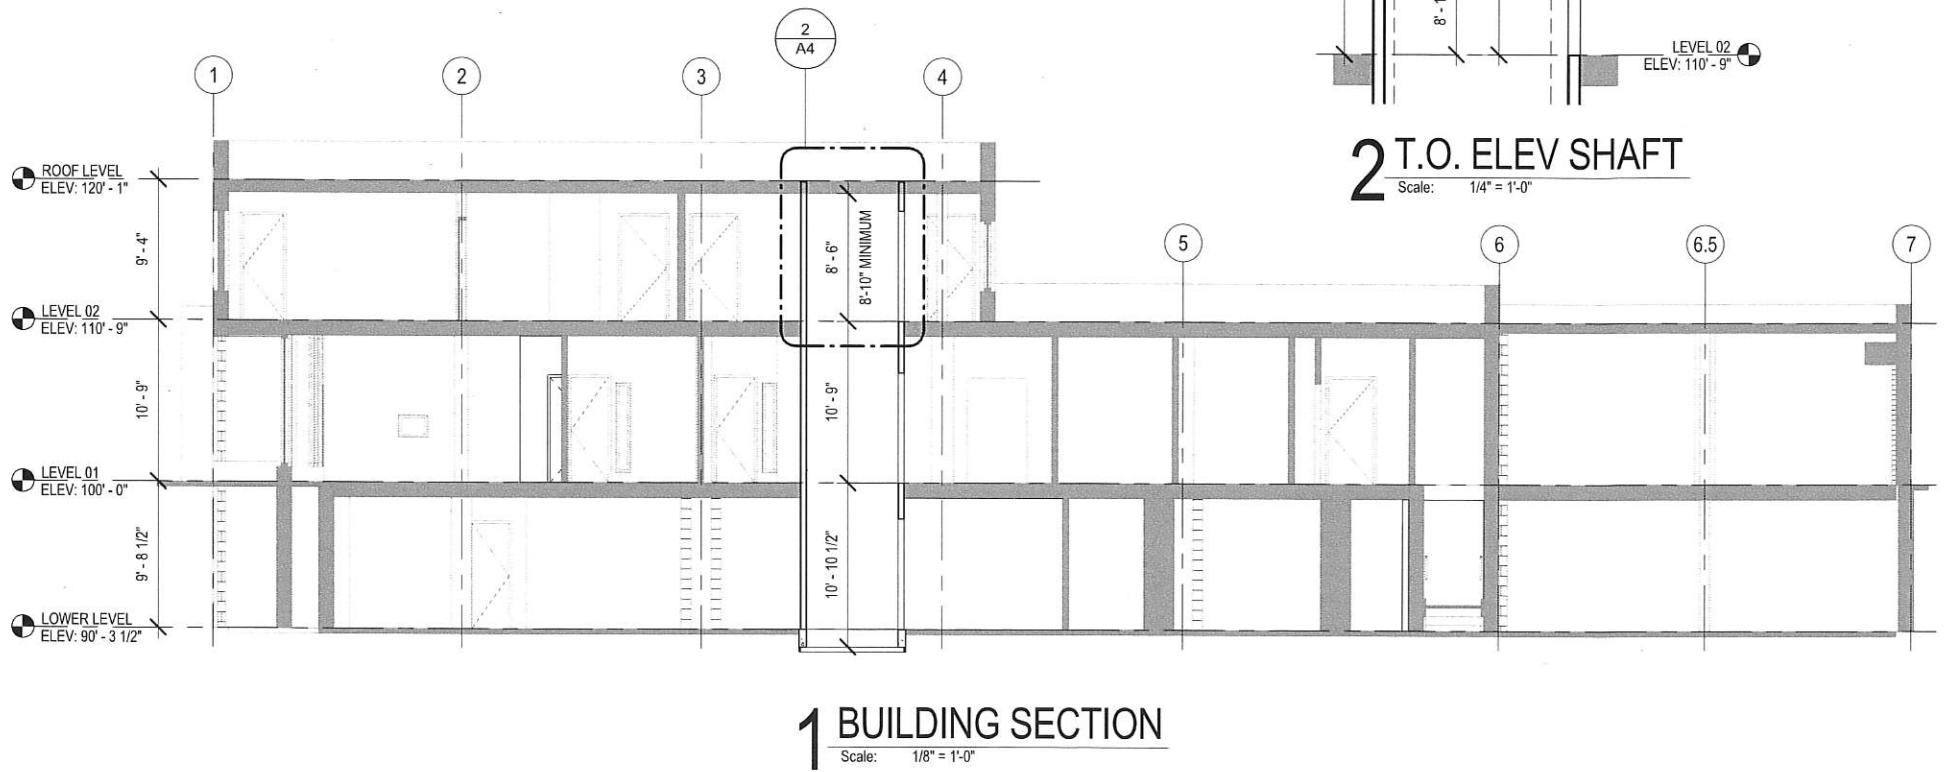 2
A4
1
2
3
4
8' - 1
LEVEL 02
ELEV: 110' - 9"
2 T.O. ELEV SHAFT
Scale: 1/4" = 1'-0"
ROOF LEVEL
ELEV: 120' - 1"
9' - 4"
8' - 6"
8'-10" MINIMUM
5
6
6.5
7
LEVEL 02
ELEV: 110' - 9"
10' - 9"
10' - 9"
LEVEL 01
ELEV: 100' - 0"
9' - 8 1/2"
10' - 10 1/2"
LOWER LEVEL
ELEV: 90' - 3 1/2"
1 BUILDING SECTION
Scale: 1/8" = 1'-0"